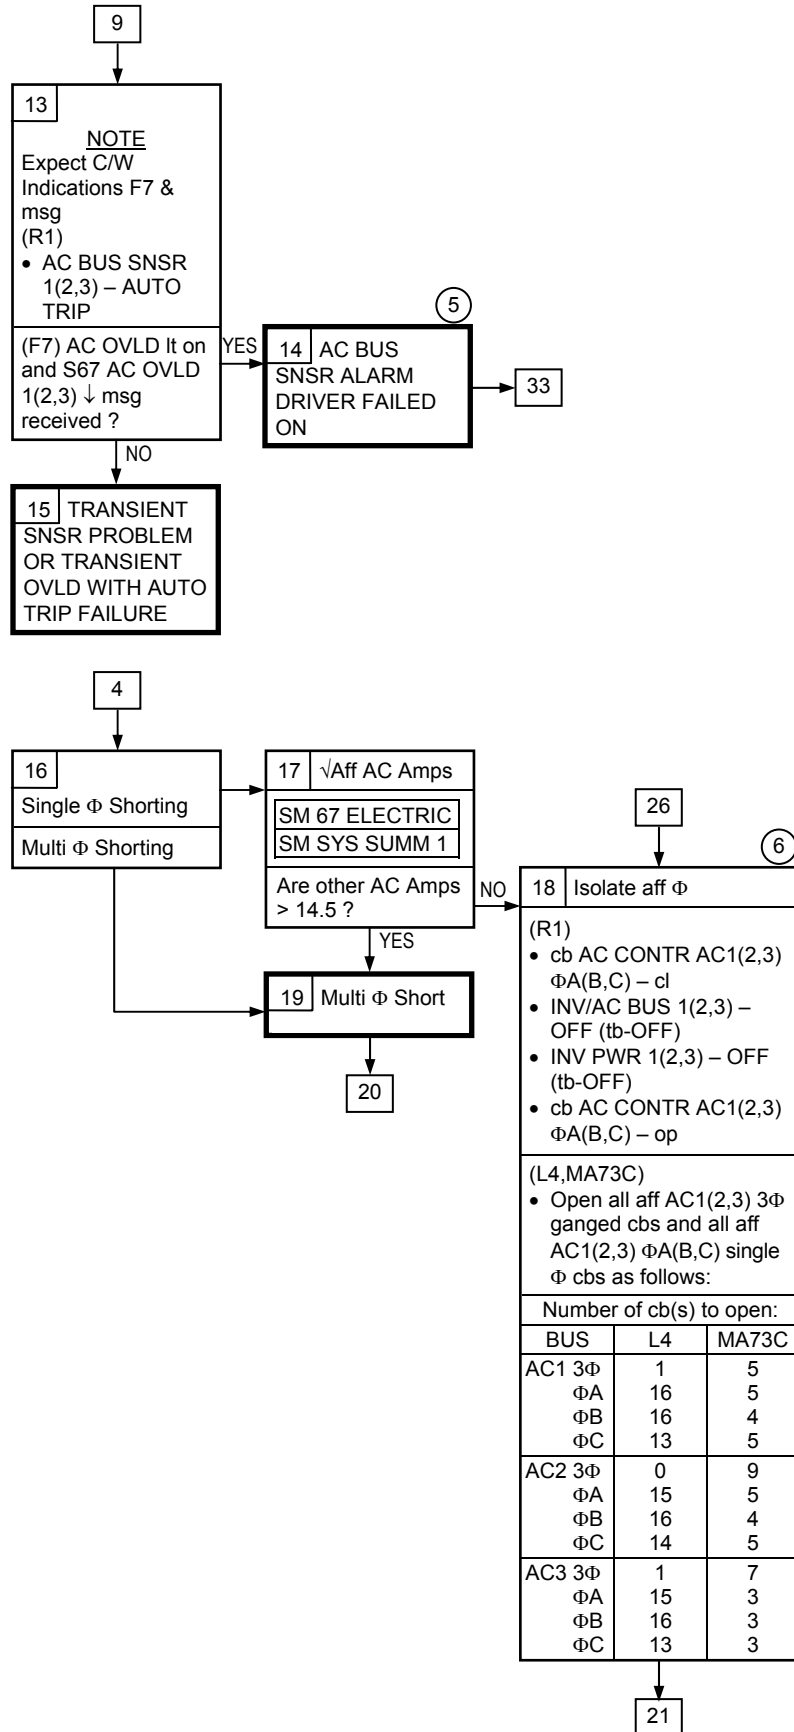 9
13
NOTE
Expect C/W
Indications F7 &
msg
(R1)
• AC BUS SNSR
1(2,3) – AUTO
TRIP
(F7) AC OVLD lt on
and S67 AC OVLD
1(2,3) ↓ msg
received ?
YES
5
14 AC BUS
SNSR ALARM
DRIVER FAILED
ON
33
NO
15 TRANSIENT
SNSR PROBLEM
OR TRANSIENT
OVLD WITH AUTO
TRIP FAILURE
4
16
Single Φ Shorting
Multi Φ Shorting
17 √Aff AC Amps
SM 67 ELECTRIC
SM SYS SUMM 1
Are other AC Amps
> 14.5 ?
NO
YES
19 Multi Φ Short
20
26
6
18 Isolate aff Φ
(R1)
• cb AC CONTR AC1(2,3)
ΦA(B,C) – cl
• INV/AC BUS 1(2,3) –
OFF (tb-OFF)
• INV PWR 1(2,3) – OFF
(tb-OFF)
• cb AC CONTR AC1(2,3)
ΦA(B,C) – op
(L4,MA73C)
• Open all aff AC1(2,3) 3Φ
ganged cbs and all aff
AC1(2,3) ΦA(B,C) single
Φ cbs as follows:
Number of cb(s) to open:
BUS L4 MA73C
AC1 3Φ 1 5
ΦA 16 5
ΦB 16 4
ΦC 13 5
AC2 3Φ 0 9
ΦA 15 5
ΦB 16 4
ΦC 14 5
AC3 3Φ 1 7
ΦA 15 3
ΦB 16 3
ΦC 13 3
21